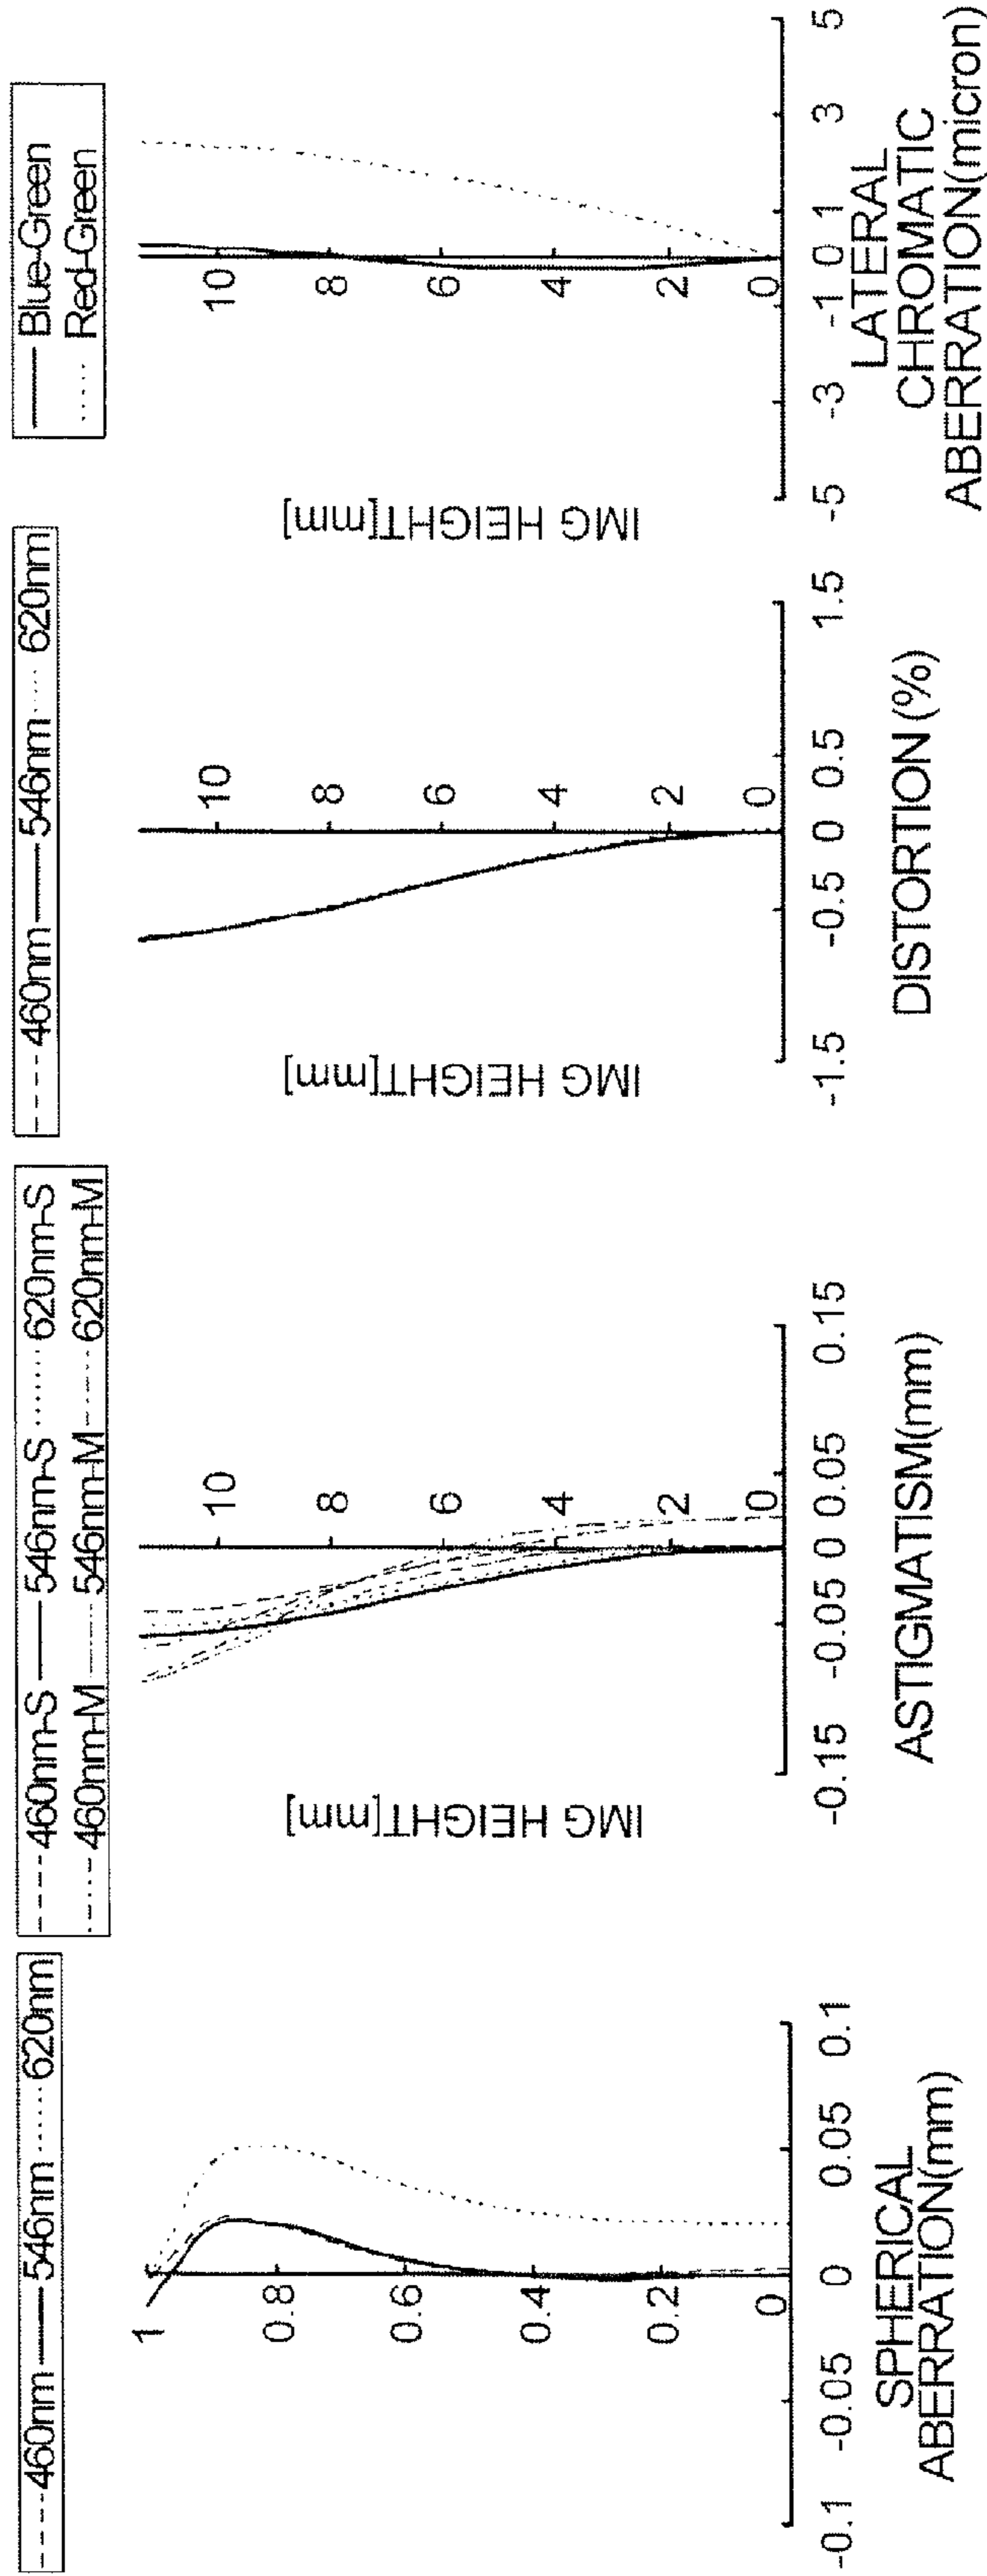 --- 460nm — 546nm ······ 620nm
1
0.8
0.6
0.4
0.2
0
-0.1 -0.05 0 0.05 0.1
SPHERICAL
ABERRATION(mm)
460nm-S 546nm-S 620nm-S
460nm-M 546nm-M 620nm-M
IMG HEIGHT[mm]
10
8
6
4
2
0
-0.15 -0.05 0 0.05 0.15
ASTIGMATISM(mm)
460nm 546nm 620nm
IMG HEIGHT[mm]
10
8
6
4
2
0
-1.5 -0.5 0 0.5 1.5
DISTORTION (%)
Blue-Green
Red-Green
IMG HEIGHT[mm]
10
8
6
4
2
0
-5 -3 -1 0 1 3 5
LATERAL
CHROMATIC
ABERRATION(micron)